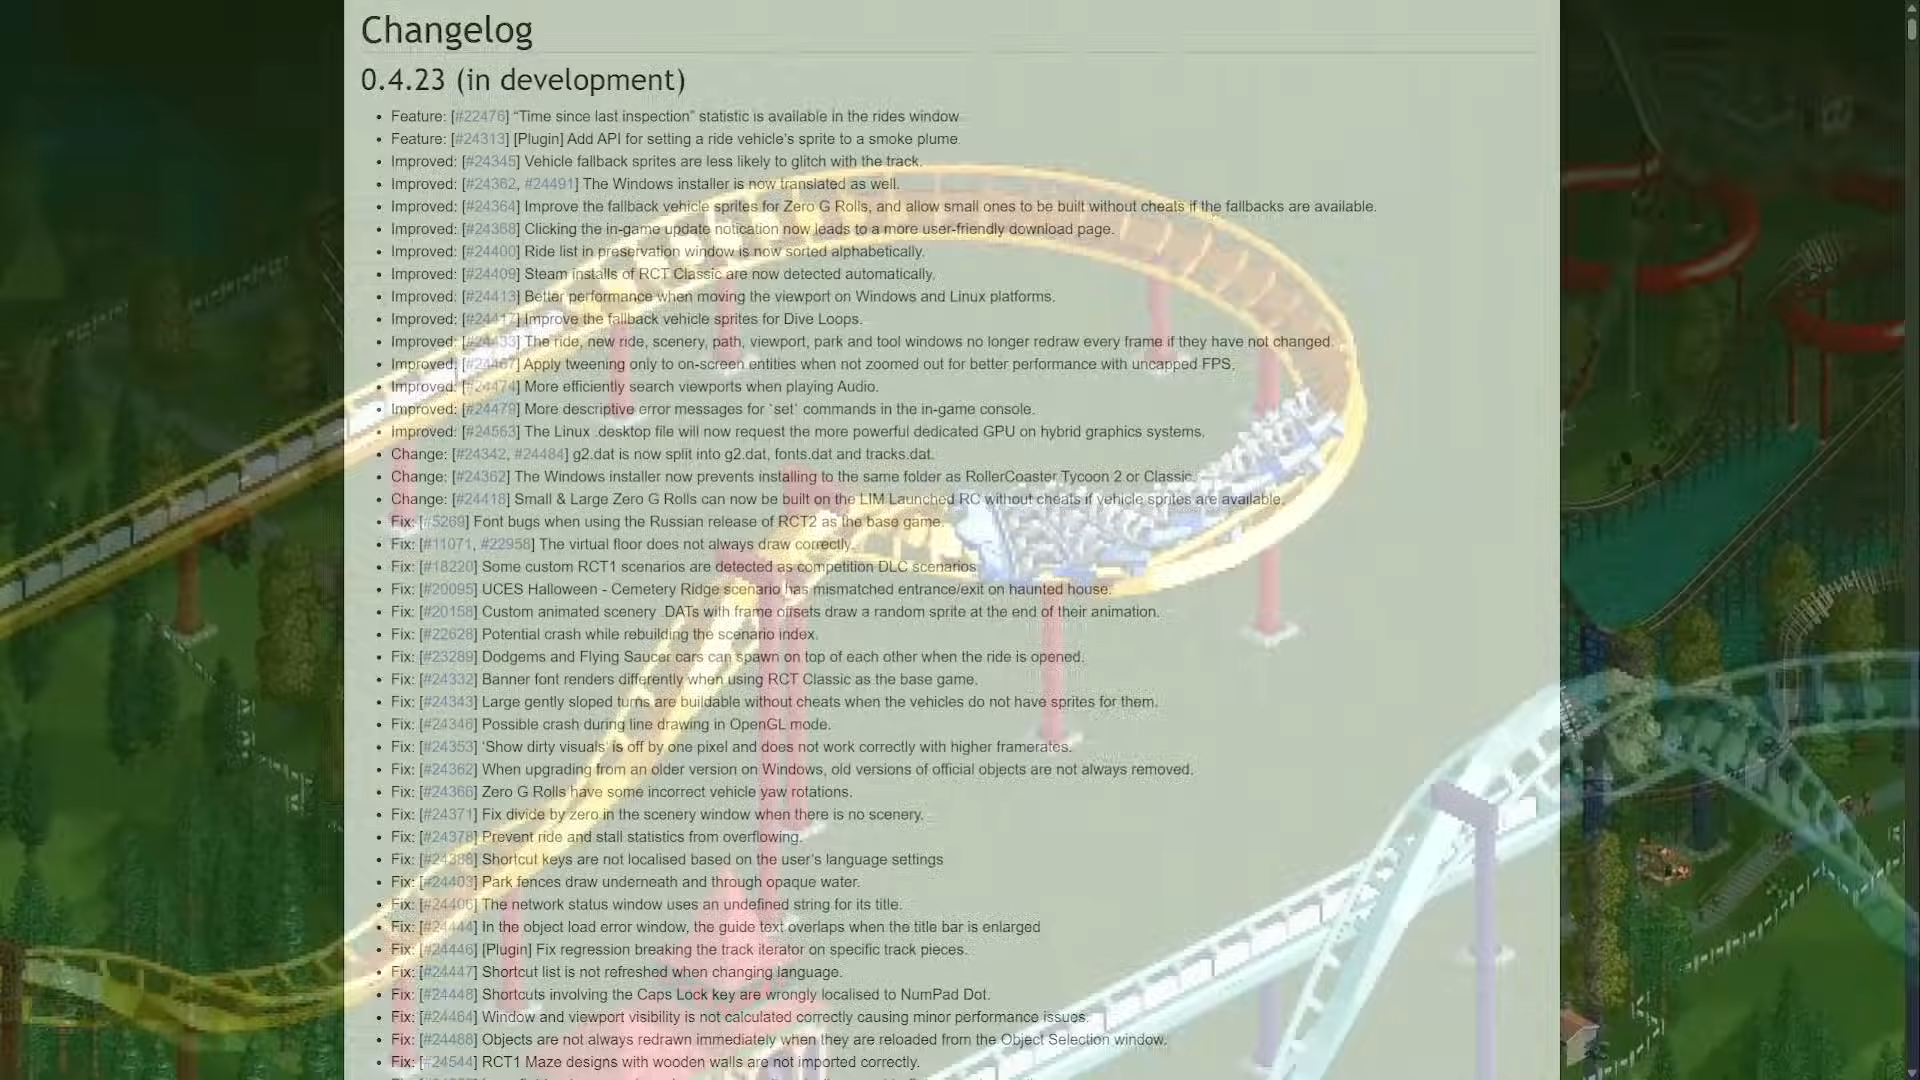 Changelog
0.4.23 (in development)
Feature: [#22476] “Time since last inspection” statistic is available in the rides window
Feature: [#24313] [Plugin] Add API for setting a ride vehicle's sprite to a smoke plume.
Improved: [#24345] Vehicle fallback sprites are less likely to glitch with the track.
Improved: [#24362, #24491] The Windows installer is now translated as well.
Improved: [#24364] Improve the fallback vehicle sprites for Zero G Rolls, and allow small ones to be built without cheats if the fallbacks are available.
Improved: [#24368] Clicking the in-game update notication now leads to a more user-friendly download page.
Improved: [#24400] Ride list in preservation window is now sorted alphabetically.
Improved: [#24409] Steam installs of RCT Classic are now detected automatically.
Improved: [#24413] Better performance when moving the viewport on Windows and Linux platforms.
Improved: [#24417] Improve the fallback vehicle sprites for Dive Loops.
Improved: [#24433] The ride, new ride, scenery, path, viewport, park and tool windows no longer redraw every frame if they have not changed.
Improved: [#24467] Apply tweening only to on-screen entities when not zoomed out for better performance with uncapped FPS.
Improved: [#24474] More efficiently search viewports when playing Audio.
Improved: [#24479] More descriptive error messages for `set` commands in the in-game console.
Improved: [#24563] The Linux .desktop file will now request the more powerful dedicated GPU on hybrid graphics systems.
Change: [#24342, #24484] g2.dat is now split into g2.dat, fonts.dat and tracks.dat.
Change: [#24362] The Windows installer now prevents installing to the same folder as RollerCoaster Tycoon 2 or Classic.
Change: [#24418] Small & Large Zero G Rolls can now be built on the LIM Launched RC without cheats if vehicle sprites are available.
Fix: [#5269] Font bugs when using the Russian release of RCT2 as the base game.
Fix: [#11071, #22958] The virtual floor does not always draw correctly.
Fix: [#18220] Some custom RCT1 scenarios are detected as competition DLC scenarios
Fix: [#20095] UCES Halloween - Cemetery Ridge scenario has mismatched entrance/exit on haunted house.
Fix: [#20158] Custom animated scenery .DATs with frame offsets draw a random sprite at the end of their animation.
Fix: [#22628] Potential crash while rebuilding the scenario index.
Fix: [#23289] Dodgems and Flying Saucer cars can spawn on top of each other when the ride is opened.
Fix: [#24332] Banner font renders differently when using RCT Classic as the base game.
Fix: [#24343] Large gently sloped turns are buildable without cheats when the vehicles do not have sprites for them.
Fix: [#24346] Possible crash during line drawing in OpenGL mode.
Fix: [#24353] ‘Show dirty visuals’ is off by one pixel and does not work correctly with higher framerates.
Fix: [#24362] When upgrading from an older version on Windows, old versions of official objects are not always removed.
Fix: [#24366] Zero G Rolls have some incorrect vehicle yaw rotations.
Fix: [#24371] Fix divide by zero in the scenery window when there is no scenery.
Fix: [#24378] Prevent ride and stall statistics from overflowing.
Fix: [#24388] Shortcut keys are not localised based on the user's language settings
Fix: [#24403] Park fences draw underneath and through opaque water.
Fix: [#24406] The network status window uses an undefined string for its title.
Fix: [#24444] In the object load error window, the guide text overlaps when the title bar is enlarged
Fix: [#24446] [Plugin] Fix regression breaking the track iterator on specific track pieces.
Fix: [#24447] Shortcut list is not refreshed when changing language.
Fix: [#24448] Shortcuts involving the Caps Lock key are wrongly localised to NumPad Dot.
Fix: [#24464] Window and viewport visibility is not calculated correctly causing minor performance issues.
Fix: [#24488] Objects are not always redrawn immediately when they are reloaded from the Object Selection window.
Fix: [#24544] RCT1 Maze designs with wooden walls are not imported correctly.